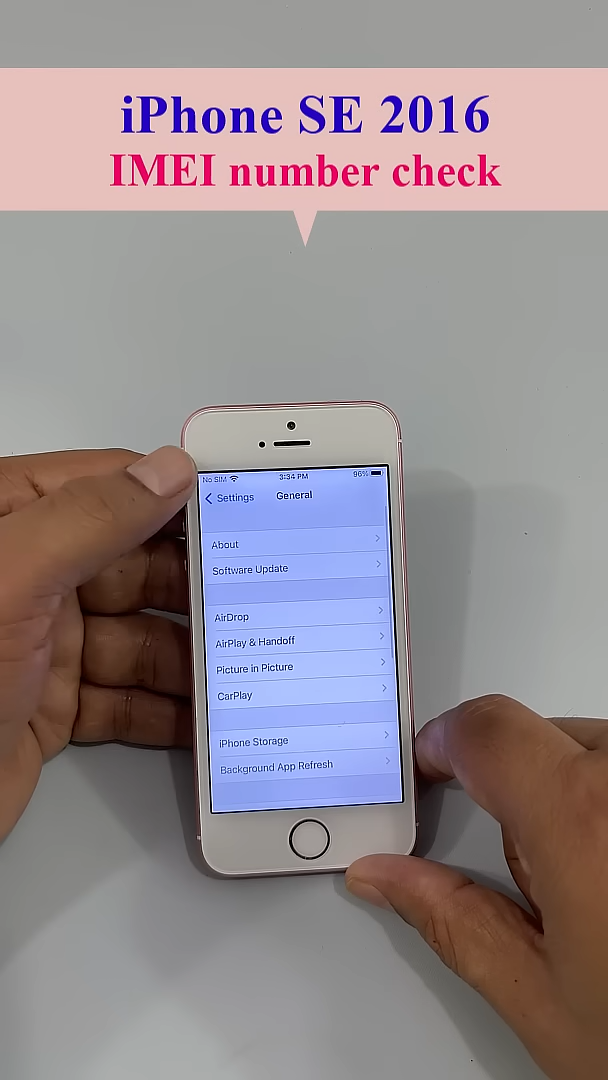 iPhone SE 2016
IMEI number check
No SIM 3:34 PM 96%
Settings General
About
Software Update
AirDrop
AirPlay & Handoff
Picture in Picture
CarPlay
iPhone Storage
Background App Refresh